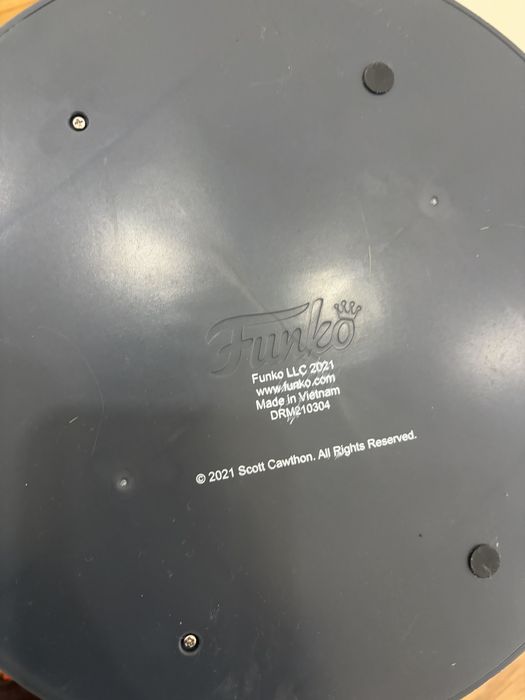 Funko
Funko LLC 2021
www.funko.com
Made in Vietnam
DRM210304
© 2021 Scott Cawthon. All Rights Reserved.